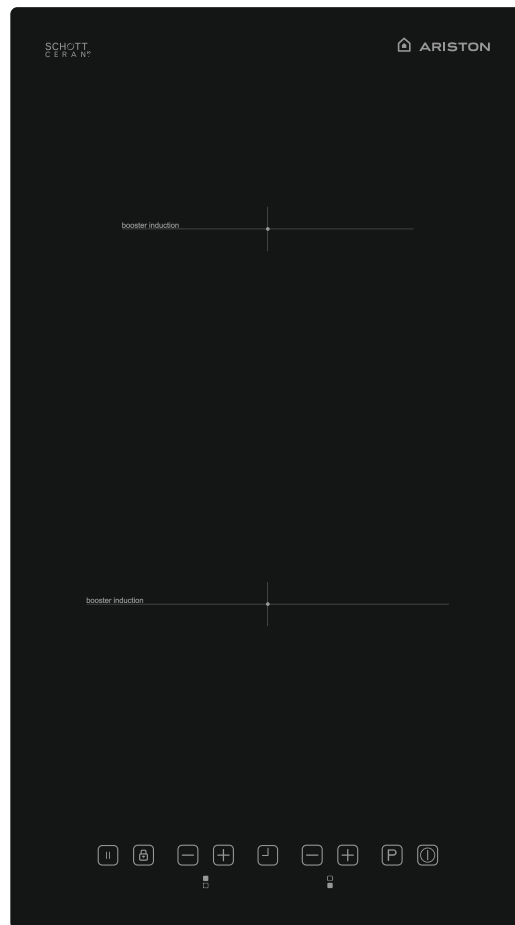 SCHOTT
CERAN®
ARISTON
booster induction
booster induction
P